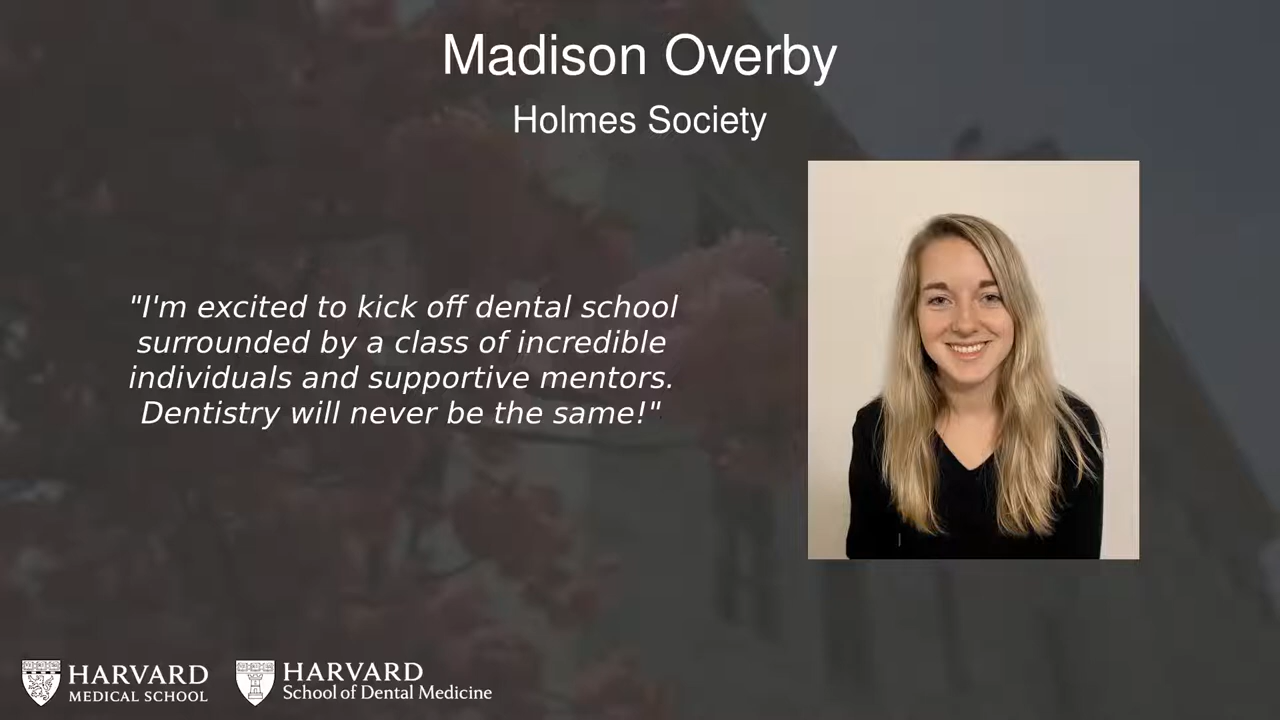 Madison Overby
Holmes Society
"I'm excited to kick off dental school
surrounded by a class of incredible
individuals and supportive mentors.
Dentistry will never be the same!"
HARVARD
MEDICAL SCHOOL
HARVARD
School of Dental Medicine